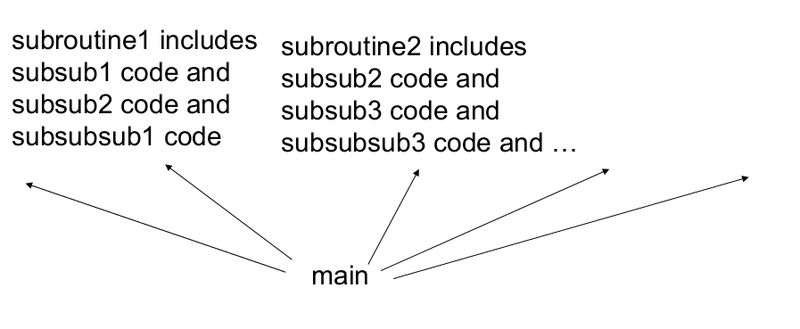 subroutine1 includes
subsub1 code and
subsub2 code and
subsubsub1 code
subroutine2 includes
subsub2 code and
subsub3 code and
subsubsub3 code and …
main